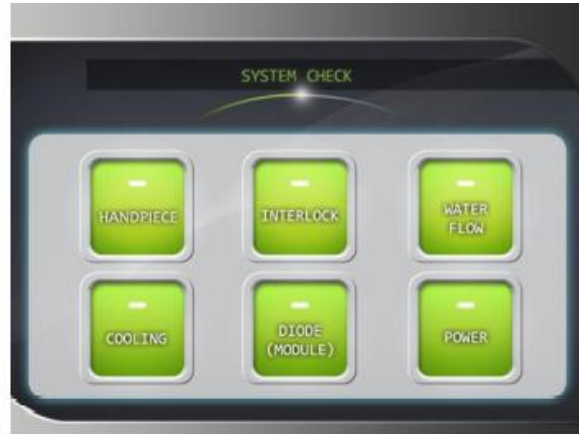 SYSTEM CHECK
HANDPIECE
INTERLOCK
WATER
FLOW
COOLING
DIODE
(MODULE)
POWER